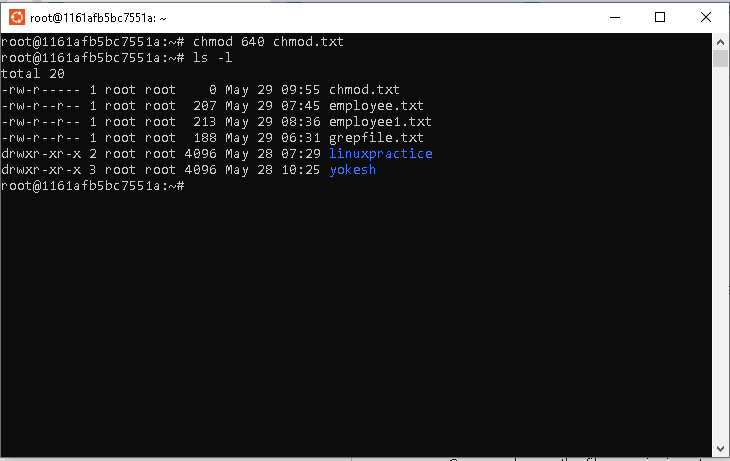 root@1161afb5bc7551a: ~
root@1161afb5bc7551a:~# chmod 640 chmod.txt
root@1161afb5bc7551a:~# ls -l
total 20
-rw-r----- 1 root root    0 May 29 09:55 chmod.txt
-rw-r--r-- 1 root root  207 May 29 07:45 employee.txt
-rw-r--r-- 1 root root  213 May 29 08:36 employee1.txt
-rw-r--r-- 1 root root  188 May 29 06:31 grepfile.txt
drwxr-xr-x 2 root root 4096 May 28 07:29 linuxpractice
drwxr-xr-x 3 root root 4096 May 28 10:25 yokesh
root@1161afb5bc7551a:~#